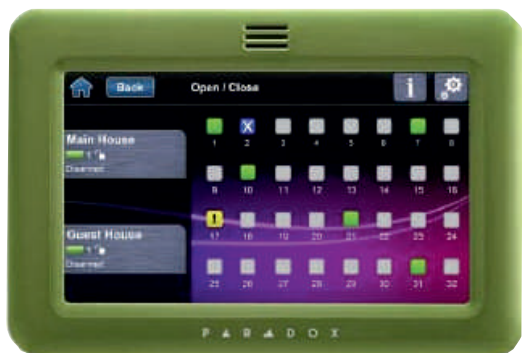 Back Open / Close i
Main House
Disarmed
Guest House
Disarmed
1 2 3 4 5 6 7 8
9 10 11 12 13 14 15 16
17 18 19 20 21 22 23 24
25 26 27 28 29 30 31 32
PARADOX